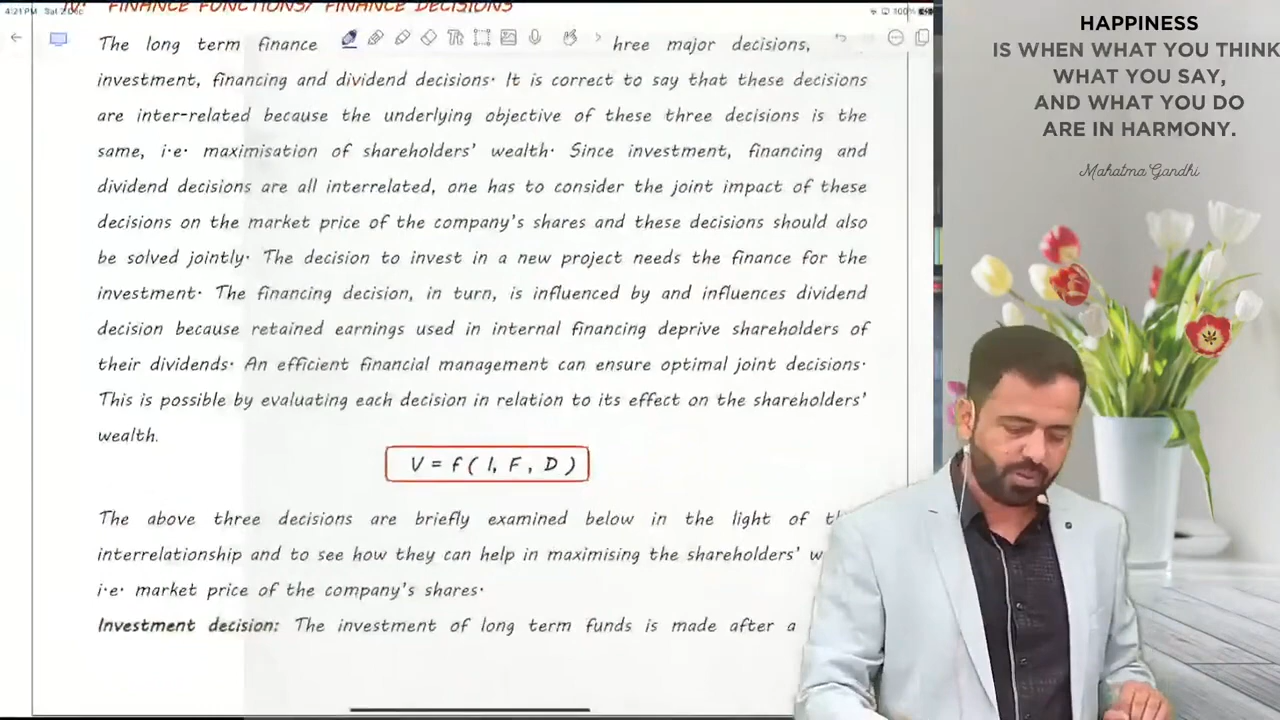 4:21 PM Sat 2 Dec
100%
IV. FINANCE FUNCTIONS/ FINANCE DECISIONS
The long term finance hree major decisions,
investment, financing and dividend decisions. It is correct to say that these decisions
are inter-related because the underlying objective of these three decisions is the
same, i.e. maximisation of shareholders' wealth. Since investment, financing and
dividend decisions are all interrelated, one has to consider the joint impact of these
decisions on the market price of the company's shares and these decisions should also
be solved jointly. The decision to invest in a new project needs the finance for the
investment. The financing decision, in turn, is influenced by and influences dividend
decision because retained earnings used in internal financing deprive shareholders of
their dividends. An efficient financial management can ensure optimal joint decisions.
This is possible by evaluating each decision in relation to its effect on the shareholders'
wealth.
V = f ( I, F, D )
The above three decisions are briefly examined below in the light of
interrelationship and to see how they can help in maximising the shareholders'
i.e. market price of the company's shares.
Investment decision: The investment of long term funds is made after a
HAPPINESS
IS WHEN WHAT YOU THINK
WHAT YOU SAY,
AND WHAT YOU DO
ARE IN HARMONY.
Mahatma Gandhi